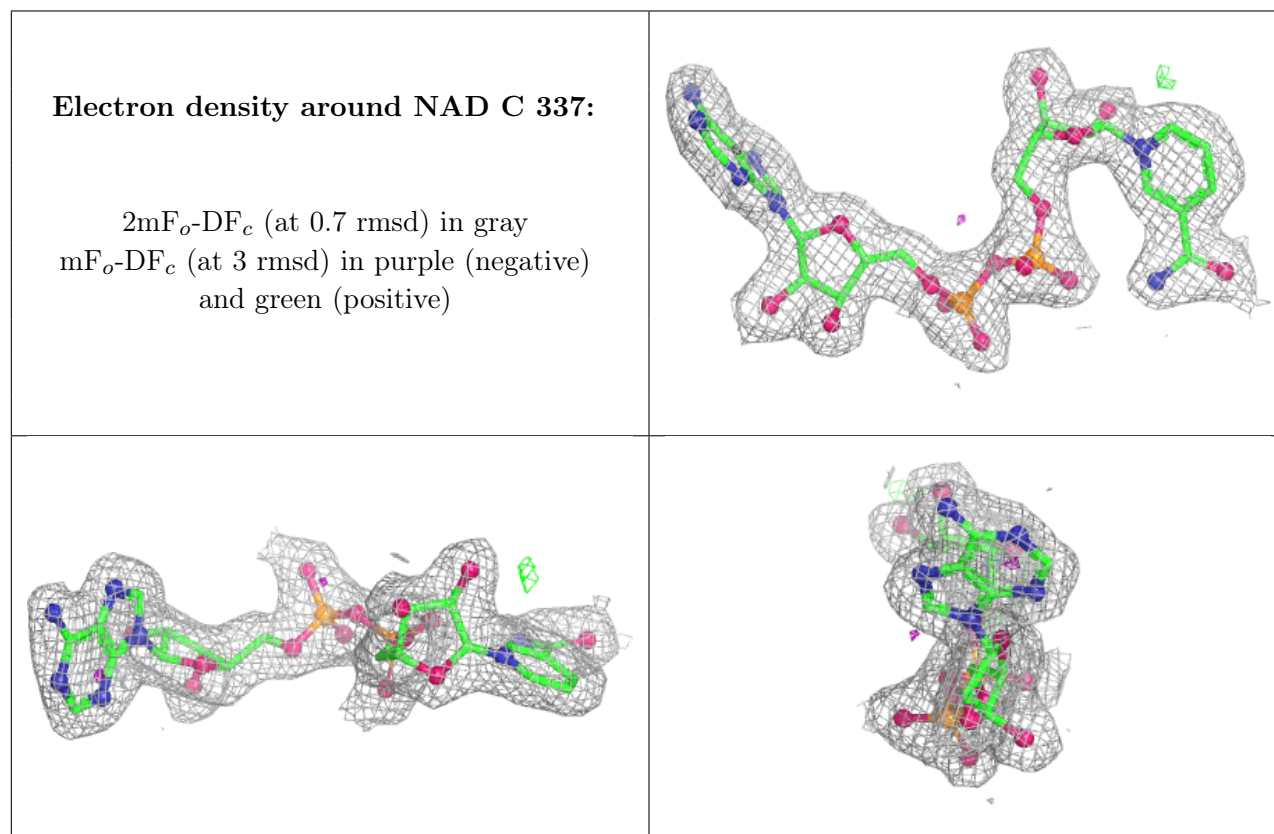 Electron density around NAD C 337:
2mFo-DFc (at 0.7 rmsd) in gray
mFo-DFc (at 3 rmsd) in purple (negative)
and green (positive)